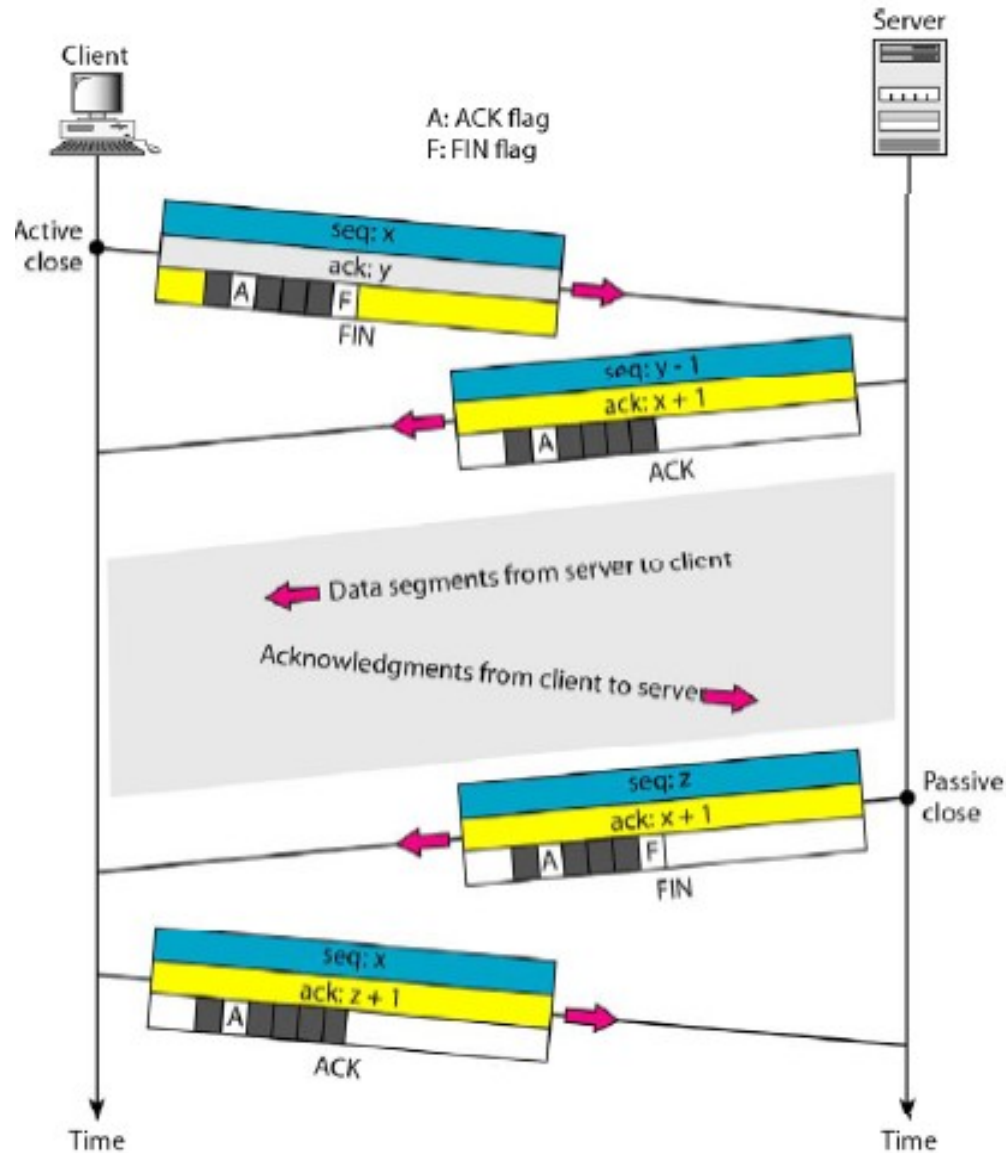 Server
Client
A: ACK flag
F: FIN flag
Active
close
seq: x
ack: y
A F
FIN
seq: y - 1
ack: x + 1
A
ACK
Data segments from server to client
Acknowledgments from client to server
Passive
close
seq: z
ack: x + 1
A F
FIN
seq: x
ack: z + 1
A
ACK
Time
Time